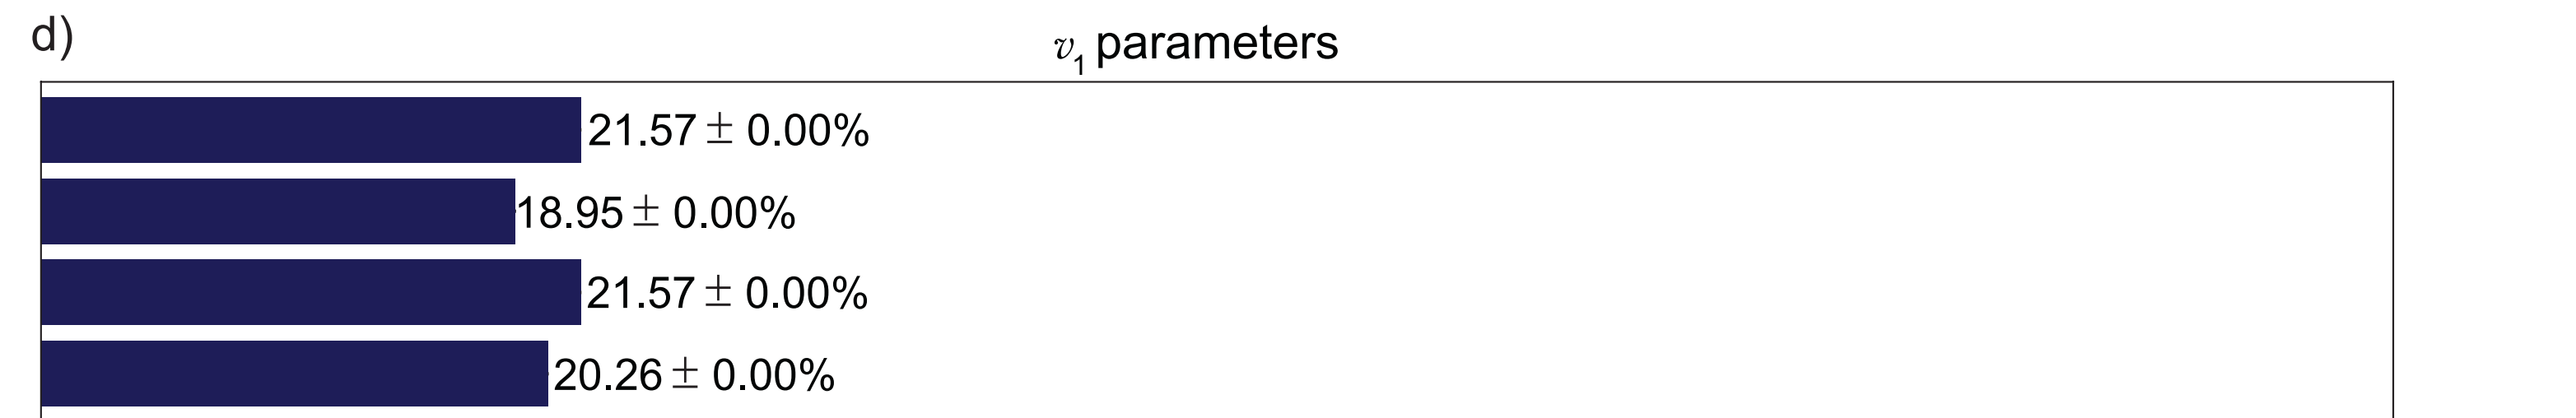 d)
v1 parameters
21.57 ± 0.00%
18.95 ± 0.00%
21.57 ± 0.00%
20.26 ± 0.00%